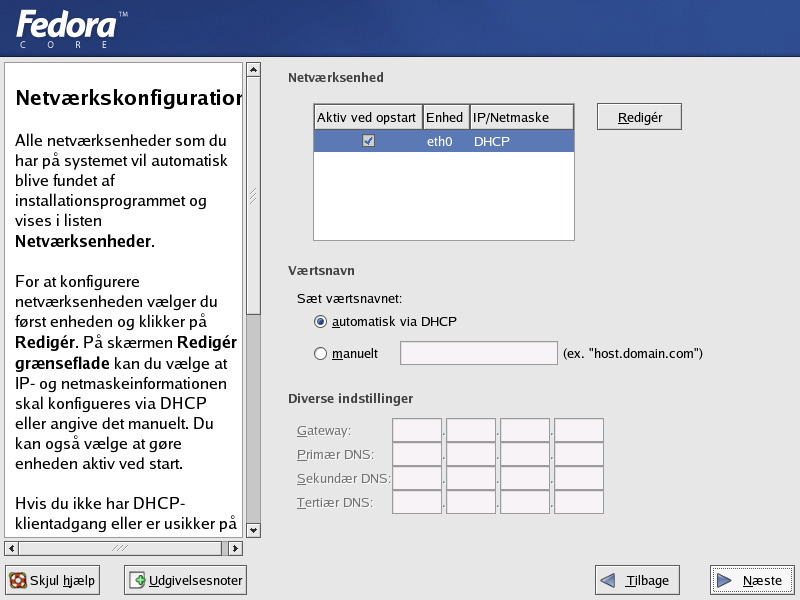 Fedora™
CORE
Netværkskonfiguration
Alle netværksenheder som du
har på systemet vil automatisk
blive fundet af
installationsprogrammet og
vises i listen
Netværksenheder.
For at konfigurere
netværksenheden vælger du
først enheden og klikker på
Redigér. På skærmen Redigér
grænseflade kan du vælge at
IP- og netmaskeinformationen
skal konfigueres via DHCP
eller angive det manuelt. Du
kan også vælge at gøre
enheden aktiv ved start.
Hvis du ikke har DHCP-
klientadgang eller er usikker på
Netværksenhed
Aktiv ved opstart Enhed IP/Netmaske
eth0 DHCP
Redigér
Værtsnavn
Sæt værtsnavnet:
automatisk via DHCP
manuelt (ex. "host.domain.com")
Diverse indstillinger
Gateway: . . .
Primær DNS: . . .
Sekundær DNS: . . .
Tertiær DNS: . . .
Skjul hjælp Udgivelsesnoter Tilbage Næste